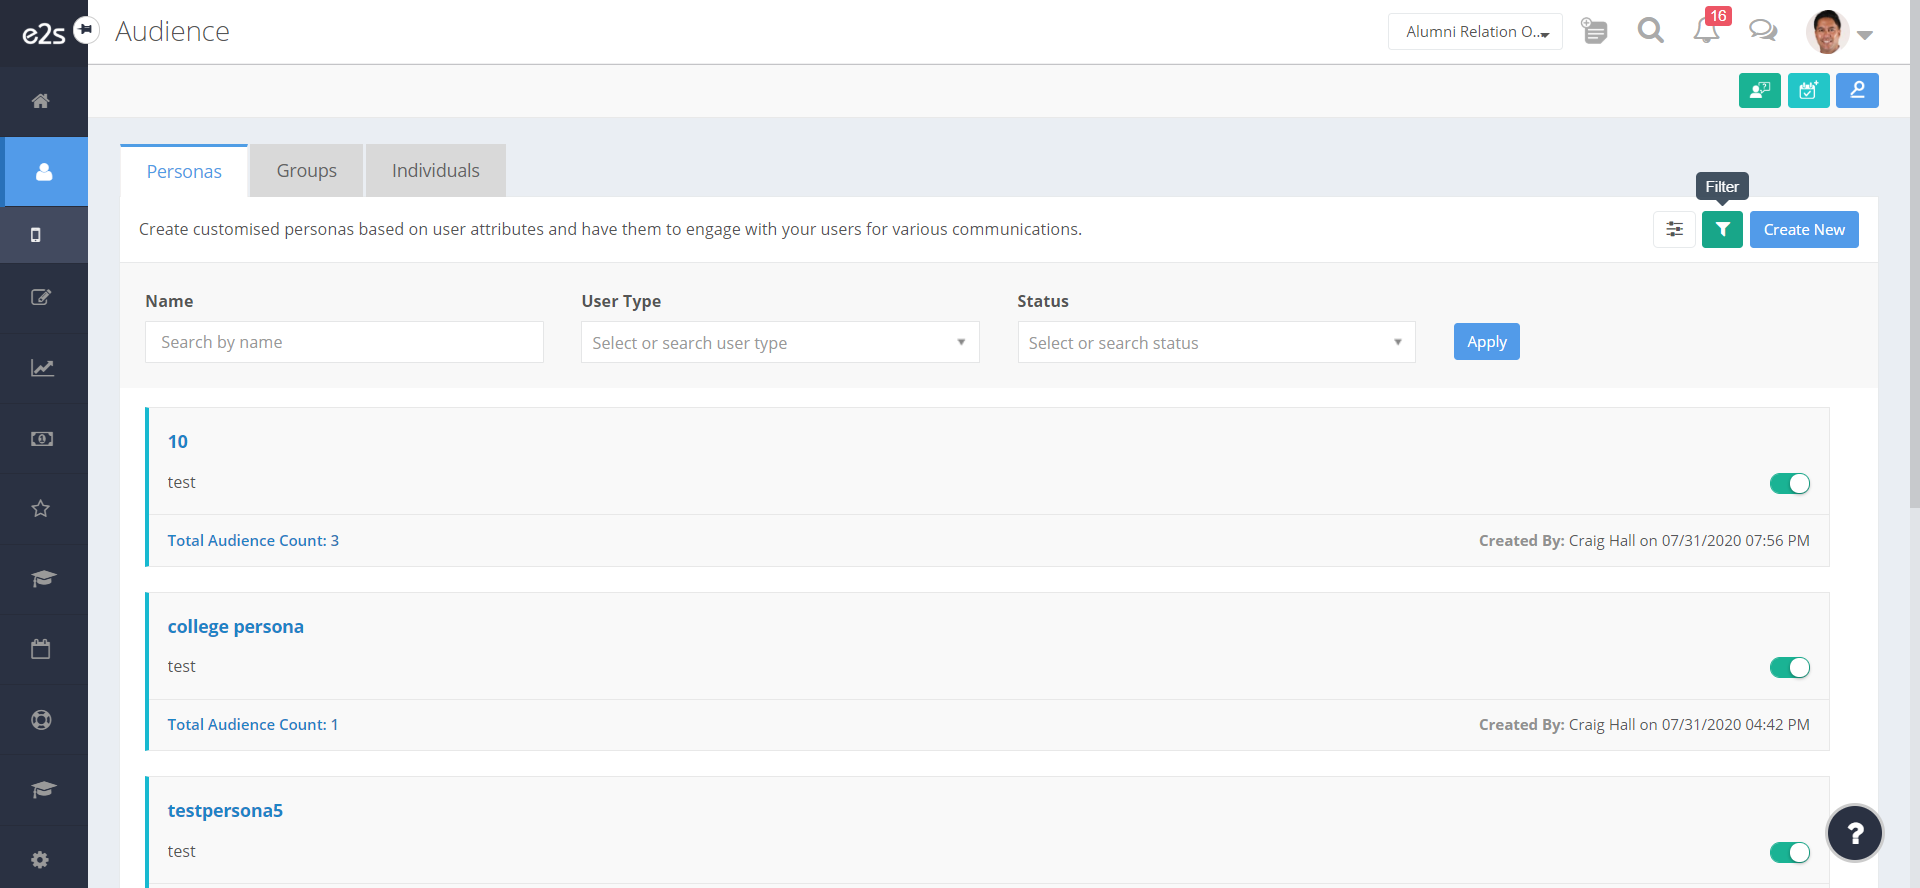 e2s
Audience
Alumni Relation O...
16
Personas
Groups
Individuals
Filter
Create customised personas based on user attributes and have them to engage with your users for various communications.
Create New
Name
User Type
Status
Search by name
Select or search user type
Select or search status
Apply
10
test
Total Audience Count: 3
Created By: Craig Hall on 07/31/2020 07:56 PM
college persona
test
Total Audience Count: 1
Created By: Craig Hall on 07/31/2020 04:42 PM
testpersona5
test
?